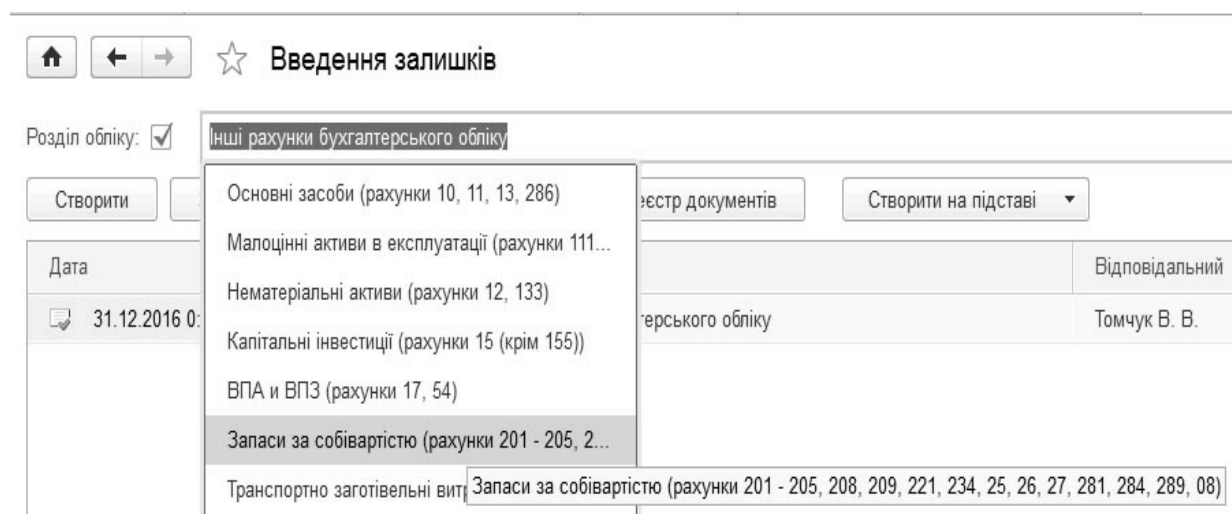 Введення залишків
Розділ обліку:
Інші рахунки бухгалтерського обліку
Створити
еєстр документів
Створити на підставі
Основні засоби (рахунки 10, 11, 13, 286)
Малоцінні активи в експлуатації (рахунки 111...
Нематеріальні активи (рахунки 12, 133)
Капітальні інвестиції (рахунки 15 (крім 155))
ВПА и ВПЗ (рахунки 17, 54)
Запаси за собівартістю (рахунки 201 - 205, 2...
Транспортно заготівельні витр
Запаси за собівартістю (рахунки 201 - 205, 208, 209, 221, 234, 25, 26, 27, 281, 284, 289, 08)
Дата
Відповідальний
31.12.2016 0:
герського обліку
Томчук В. В.